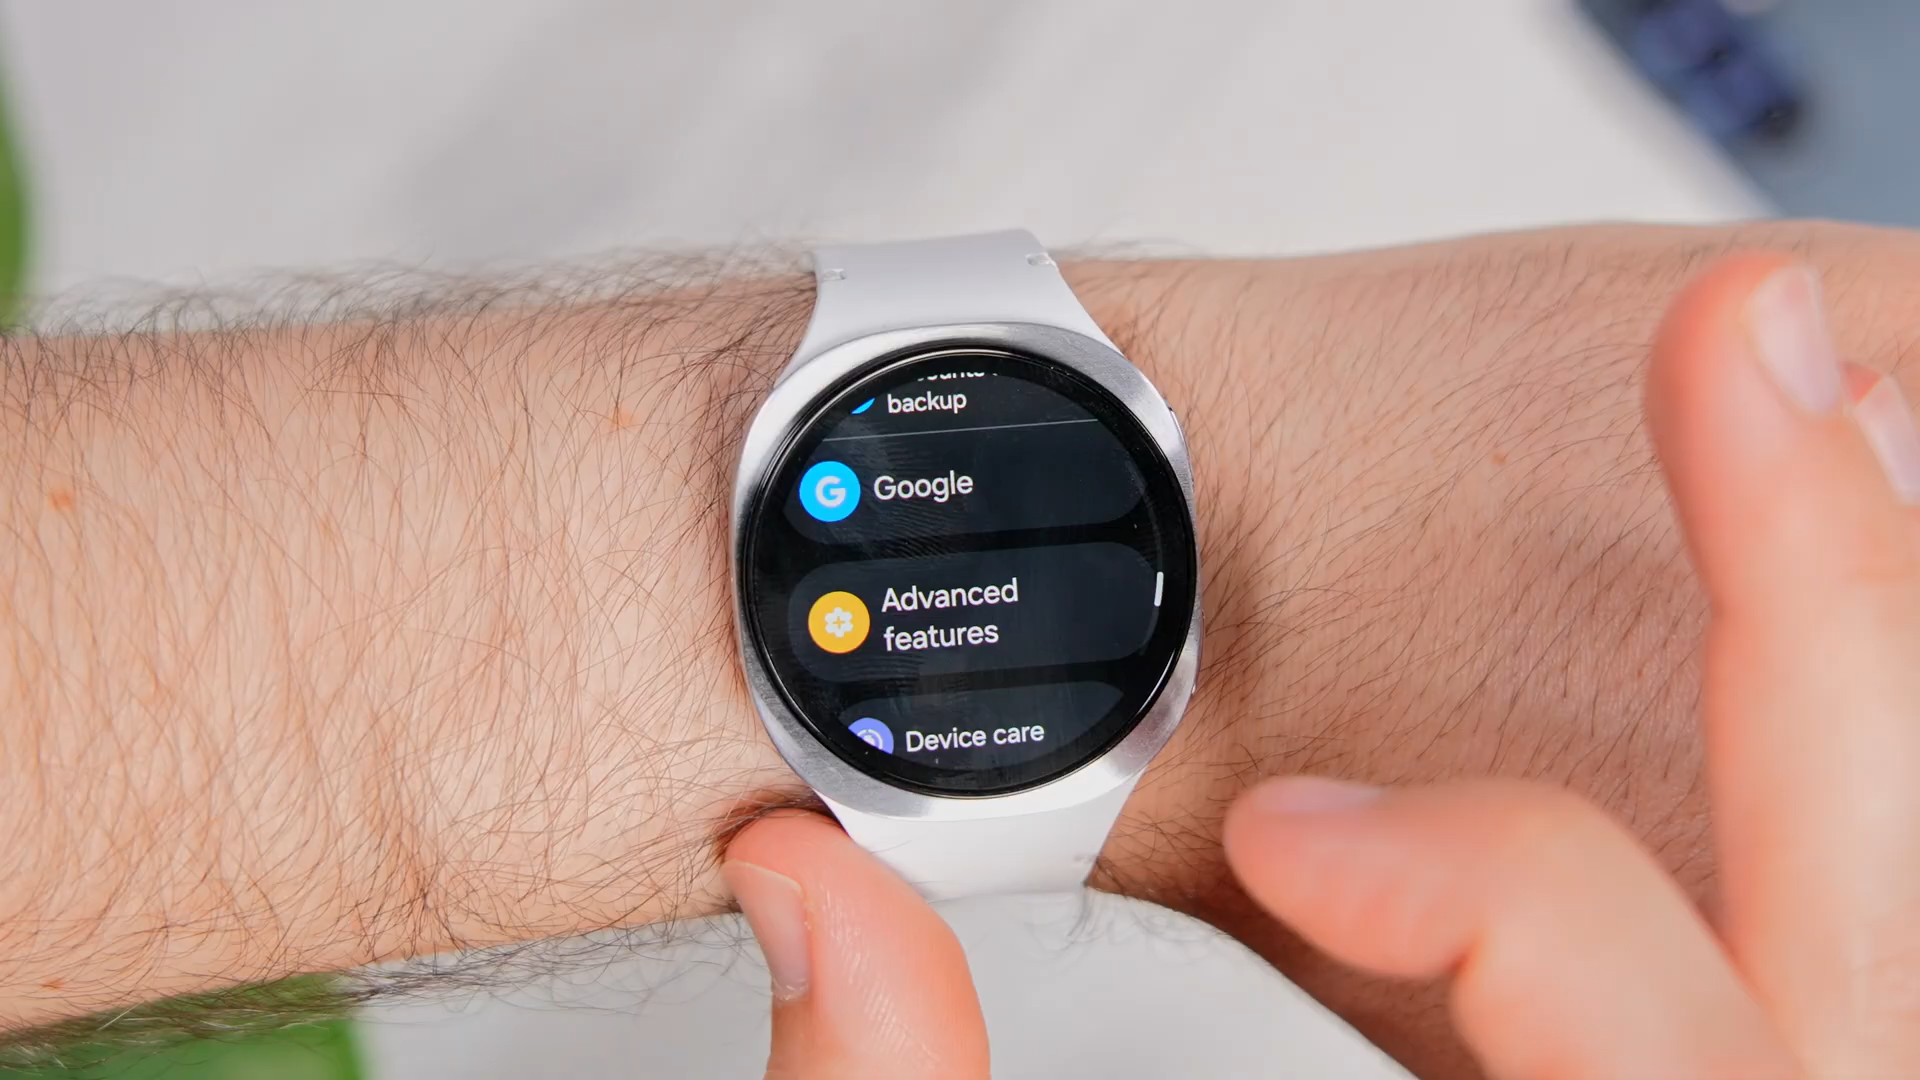 backup
Google
Advanced
features
Device care